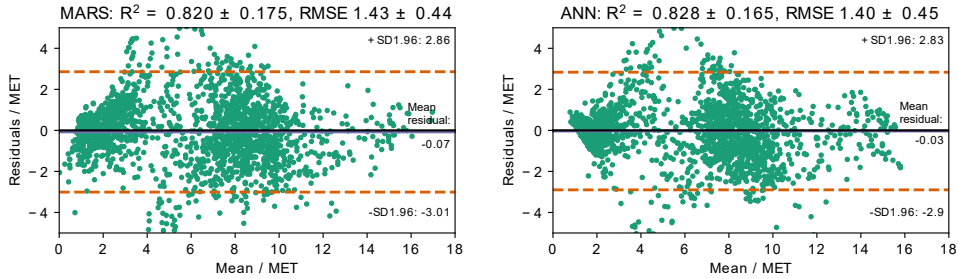 MARS: R² = 0.820 ± 0.175, RMSE 1.43 ± 0.44
+ SD1.96: 2.86
Mean
residual:
-0.07
-SD1.96: -3.01
4
2
0
− 2
− 4
Residuals / MET
0 2 4 6 8 10 12 14 16 18
Mean / MET
ANN: R² = 0.828 ± 0.165, RMSE 1.40 ± 0.45
+ SD1.96: 2.83
Mean
residual:
-0.03
-SD1.96: -2.9
4
2
0
− 2
− 4
Residuals / MET
0 2 4 6 8 10 12 14 16 18
Mean / MET